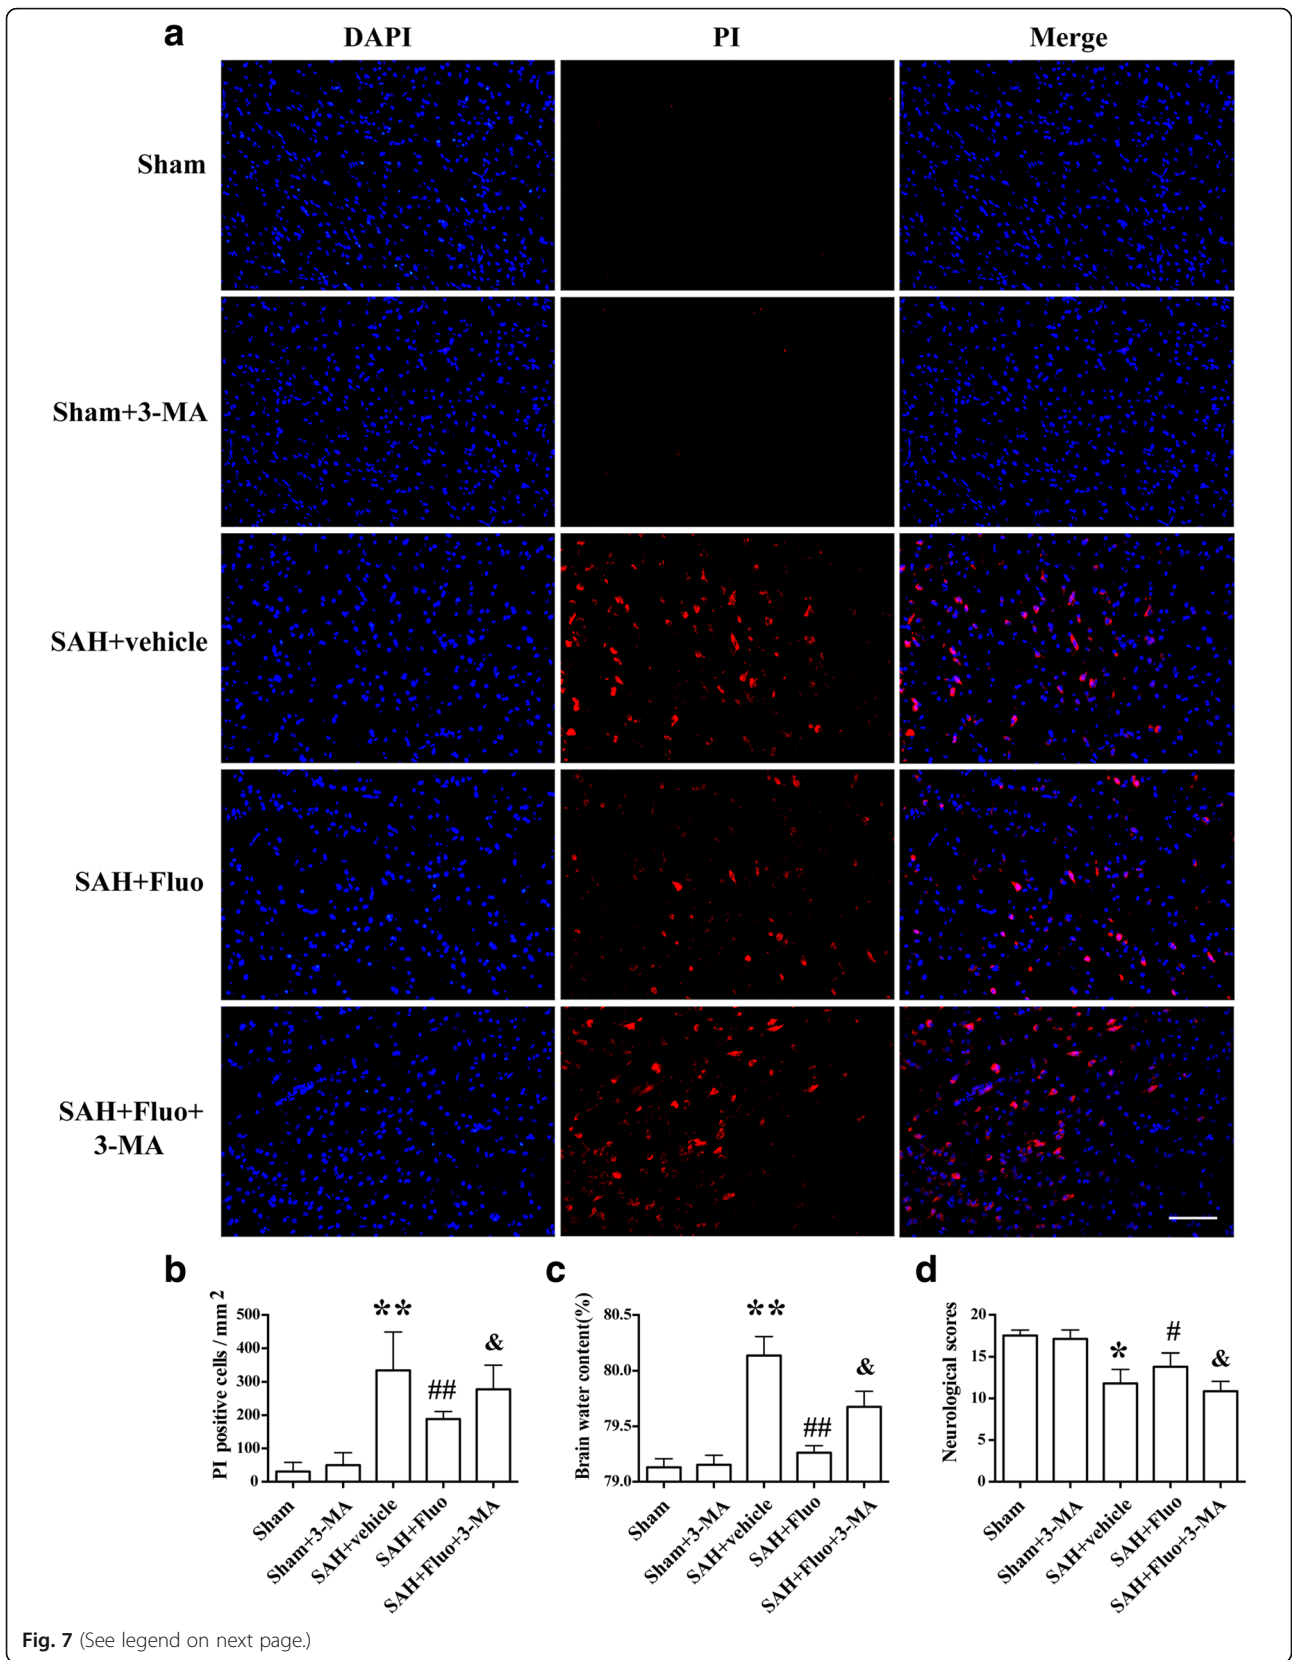 a
DAPI PI Merge
Sham
Sham+3-MA
SAH+vehicle
SAH+Fluo
SAH+Fluo+
3-MA
b
PI positive cells / mm 2
500
400
300
200
100
0
**
##
&
Sham
Sham+3-MA
SAH+vehicle
SAH+Fluo
SAH+Fluo+3-MA
c
Brain water content(%)
80.5
80.0
79.5
79.0
**
##
&
Sham
Sham+3-MA
SAH+vehicle
SAH+Fluo
SAH+Fluo+3-MA
d
Neurological scores
20
15
10
5
0
*
#
&
Sham
Sham+3-MA
SAH+vehicle
SAH+Fluo
SAH+Fluo+3-MA
Fig. 7 (See legend on next page.)